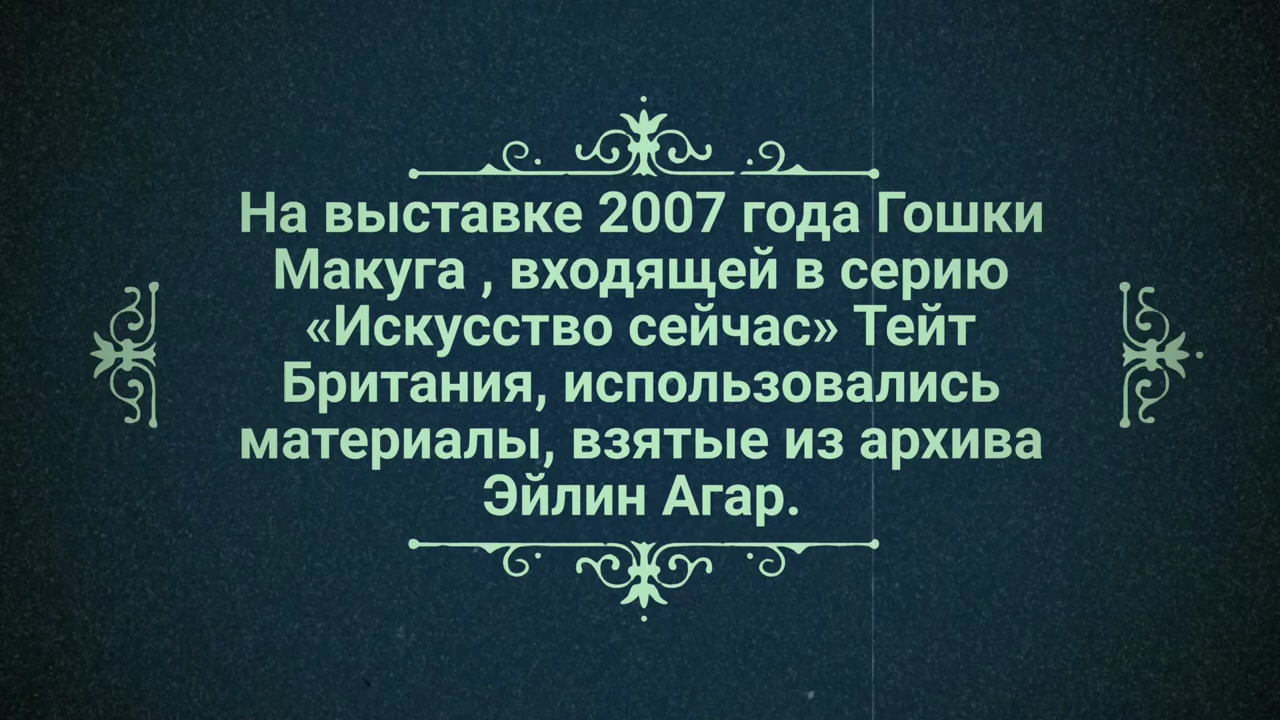 На выставке 2007 года Гошки
Макуга , входящей в серию
«Искусство сейчас» Тейт
Британия, использовались
материалы, взятые из архива
Эйлин Агар.